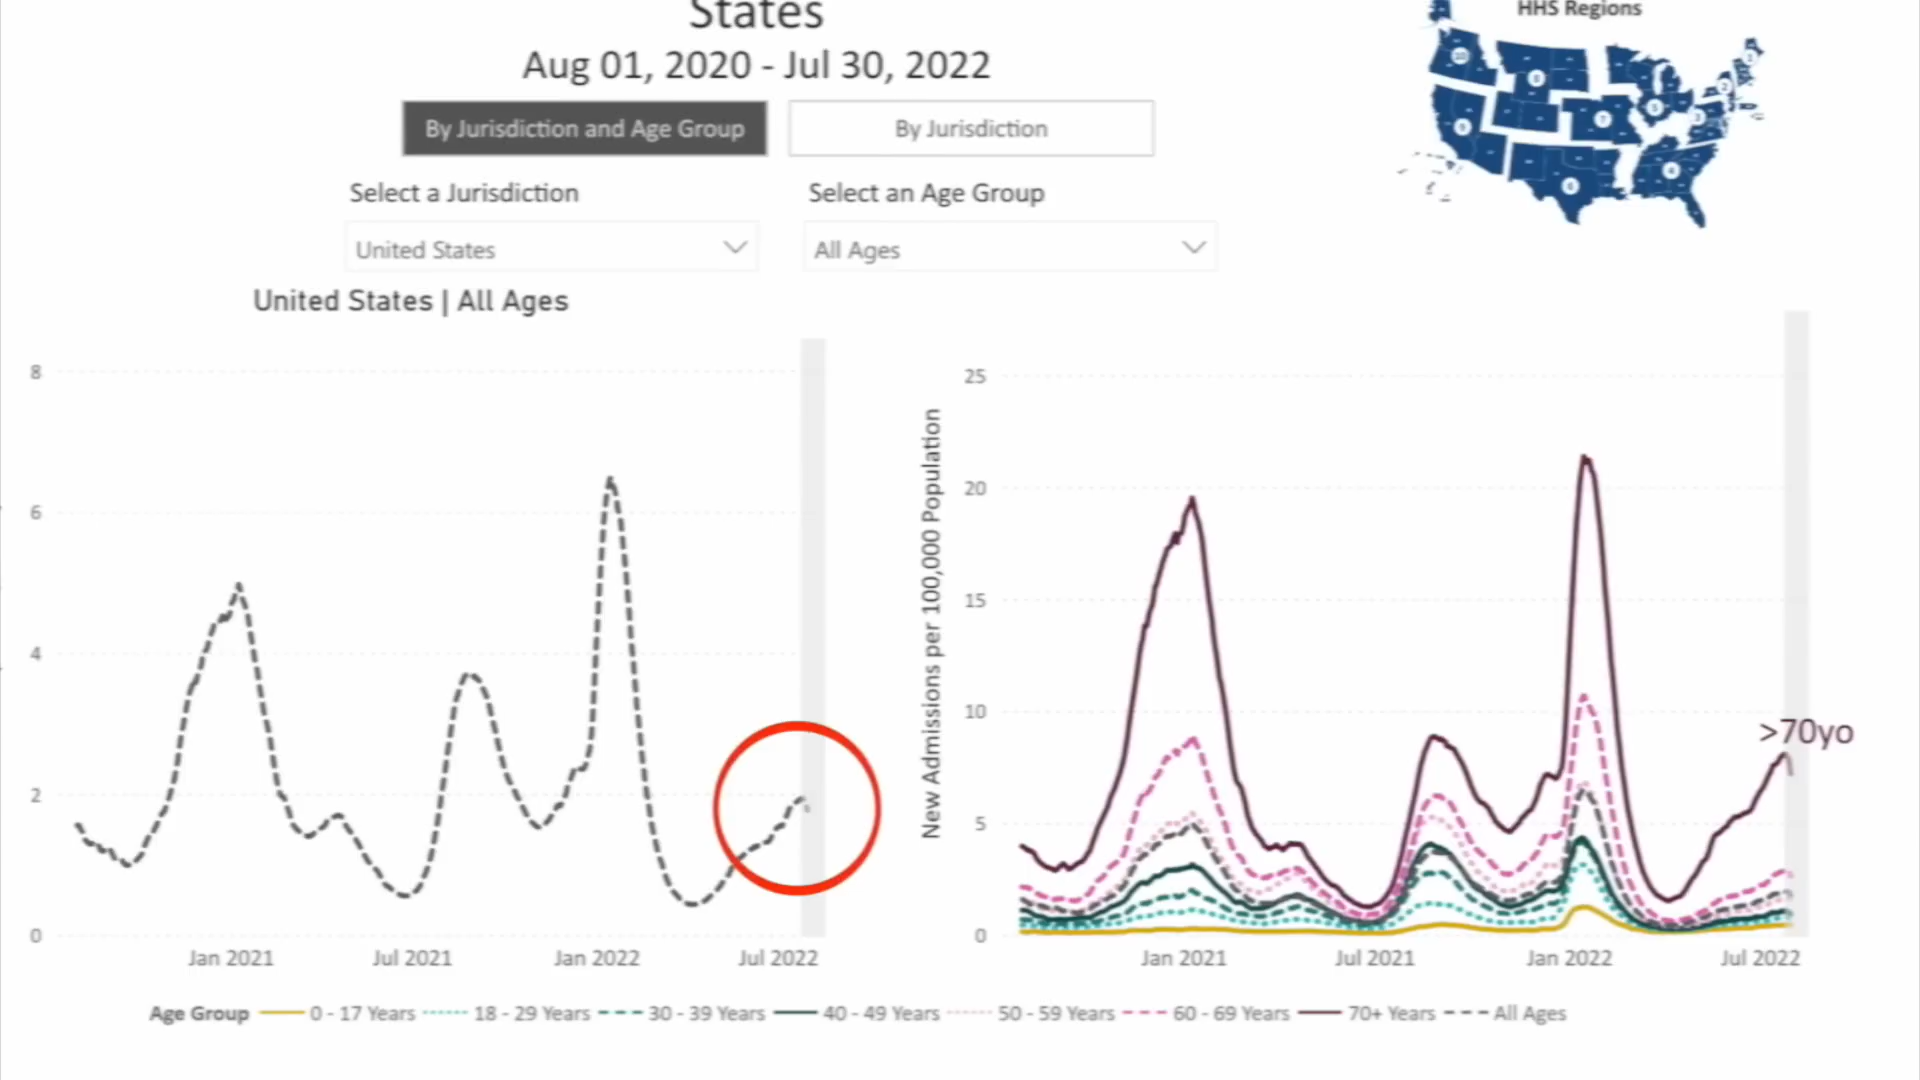 States
HHS Regions
Aug 01, 2020 - Jul 30, 2022
By Jurisdiction and Age Group
By Jurisdiction
Select a Jurisdiction
Select an Age Group
United States
All Ages
United States | All Ages
8
6
4
2
0
Jan 2021
Jul 2021
Jan 2022
Jul 2022
New Admissions per 100,000 Population
25
20
15
10
5
0
>70yo
Jan 2021
Jul 2021
Jan 2022
Jul 2022
Age Group 0 - 17 Years 18 - 29 Years 30 - 39 Years 40 - 49 Years 50 - 59 Years 60 - 69 Years 70+ Years All Ages